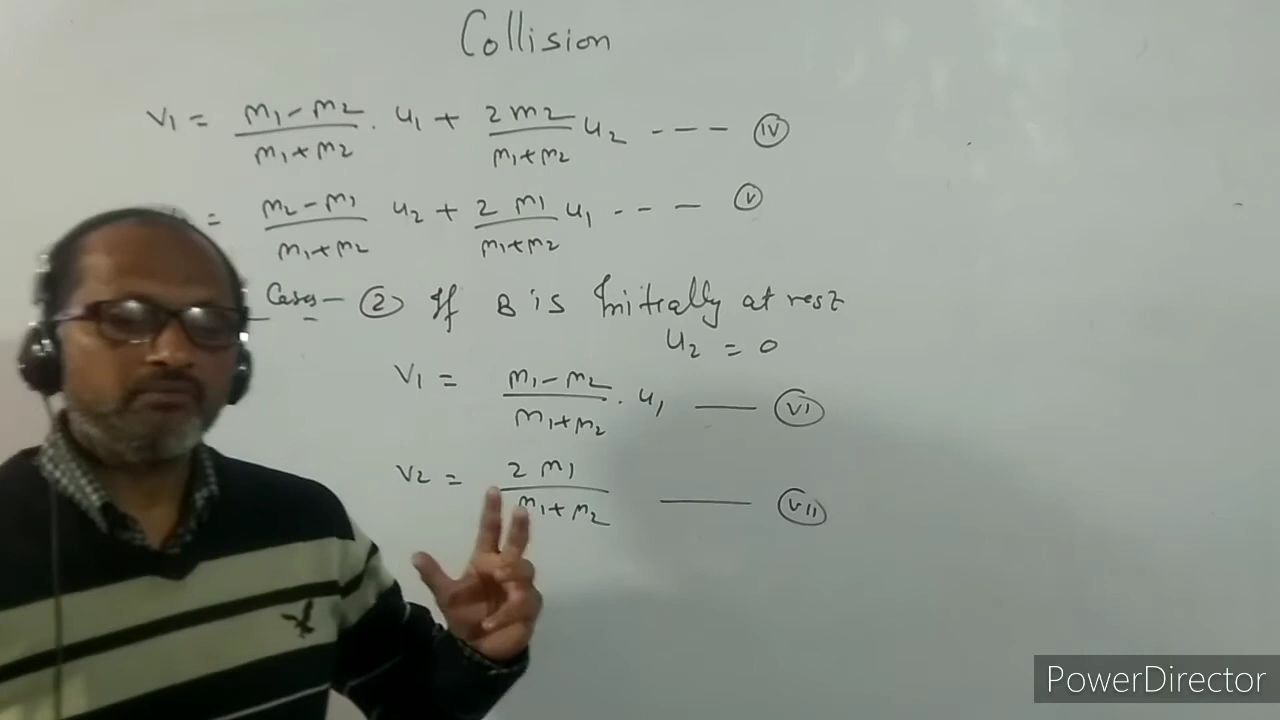 Collision
V1 = m1-m2/m1+m2 . u1 + 2m2/m1+m2 u2 ---- (IV)
= m2-m1/m1+m2 u2 + 2 m1/m1+m2 u1 --- (V)
Cases- (2) If B is Initially at rest
u2 = 0
V1 = m1-m2/m1+m2 . u1 — (VI)
V2 = 2 m1/m1+m2 — (VII)
PowerDirector